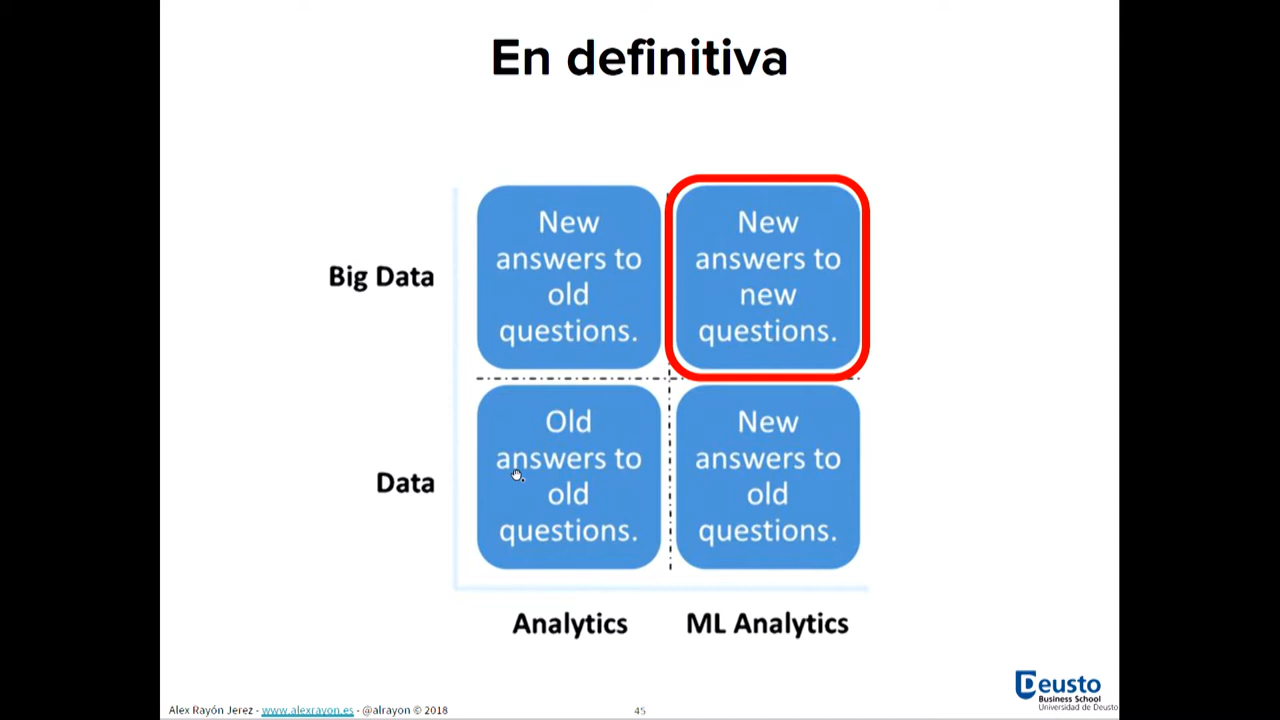 En definitiva
Big Data
New
answers to
old
questions.
New
answers to
new
questions.
Data
Old
answers to
old
questions.
New
answers to
old
questions.
Analytics
ML Analytics
Alex Rayón Jerez - www.alexrayon.es - @alrayon © 2018
45
Deusto
Business School
Universidad de Deusto